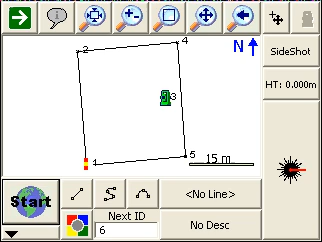 SideShot
HT: 0.000m
N
2
4
3
1
5
15 m
Start
<No Line>
Next ID
6
No Desc